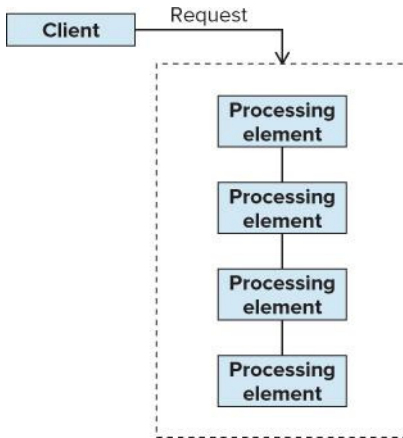 Request
Client
Processing
element
Processing
element
Processing
element
Processing
element